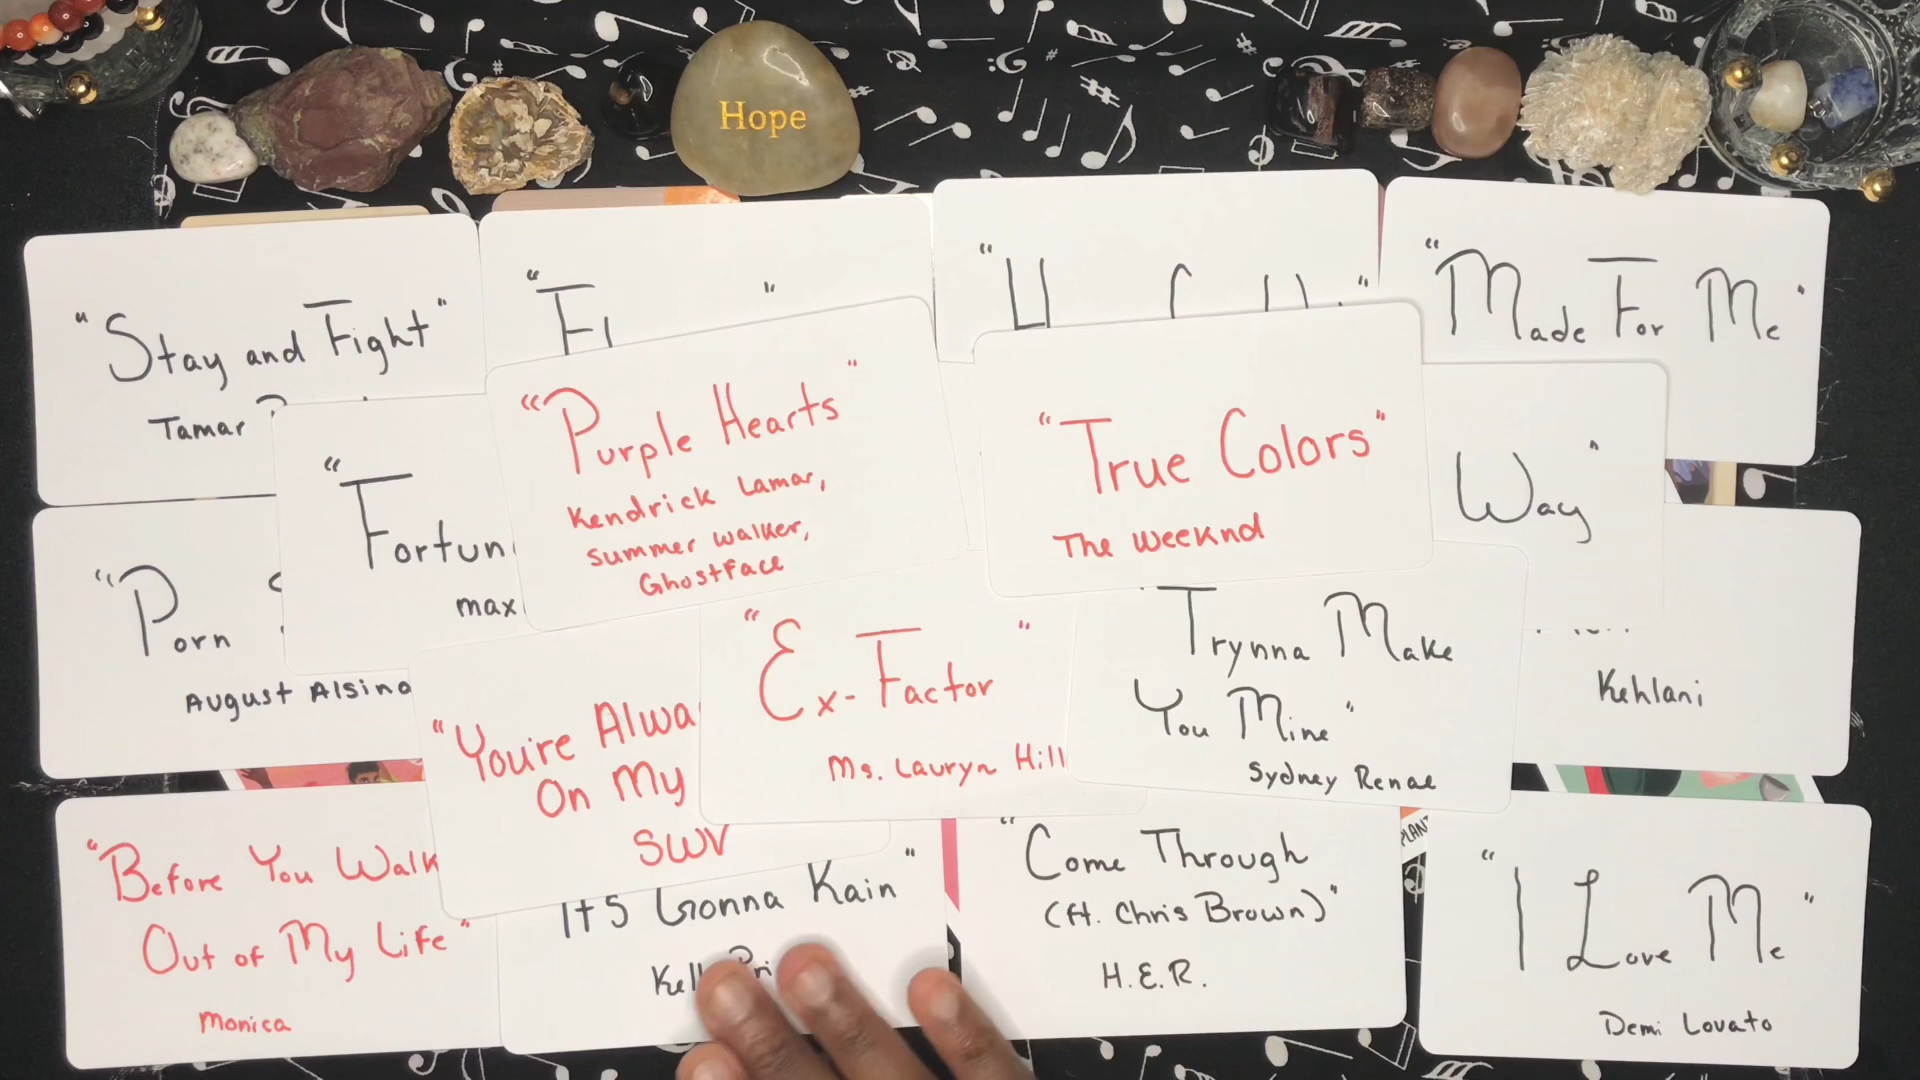 Hope
"Stay and Fight"
Tamar
"Made For Me"
"Purple Hearts"
Kendrick Lamar,
Summer Walker,
Ghostface
"True Colors"
The Weeknd
Way"
"Fortun
max
"Porn
August Alsina
"Ex-Factor"
Ms. Lauryn Hill
Trynna Make
You Mine"
Sydney Renae
Kehlani
"You're Alwa
On My
SWV
"Before You Walk
Out of My Life"
Monica
It's Gonna Rain"
Kell Pri
"Come Through
(ft. Chris Brown)"
H.E.R.
PLANT
"I Love Me"
Demi Lovato